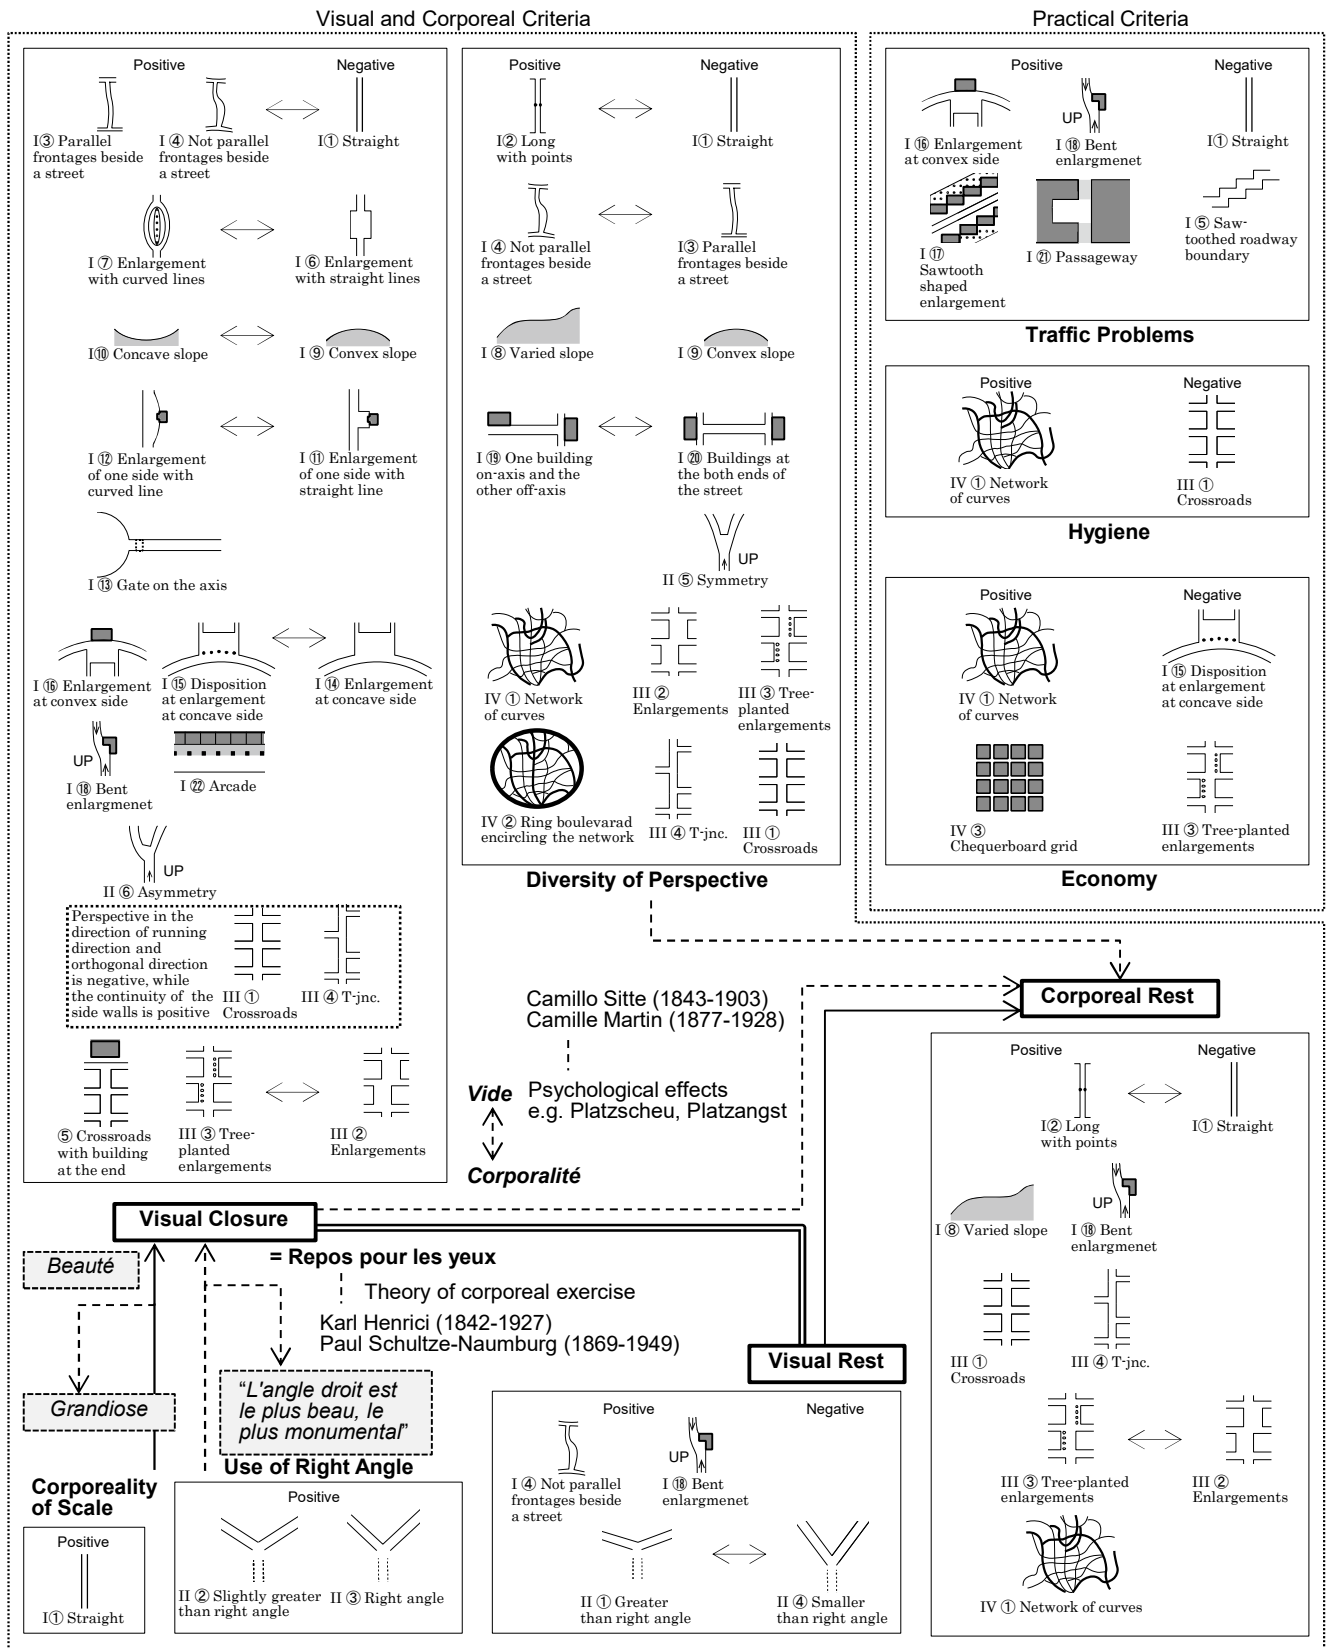 Visual and Corporeal Criteria
Positive
Negative
I③ Parallel
frontages beside
a street
I ④ Not parallel
frontages beside
a street
I① Straight
I ⑦ Enlargement
with curved lines
I ⑥ Enlargement
with straight lines
I⑩ Concave slope
I ⑨ Convex slope
I ⑫ Enlargement
of one side with
curved line
I ⑪ Enlargement
of one side with
straight line
I ⑬ Gate on the axis
I ⑯ Enlargement
at convex side
I ⑮ Disposition
at enlargement
at concave side
I ⑭ Enlargement
at concave side
UP
I ⑱ Bent
enlargmenet
I ㉒ Arcade
UP
II ⑥ Asymmetry
Perspective in the
direction of running
direction and
orthogonal direction
is negative, while
the continuity of the
side walls is positive
III ①
Crossroads
III ④ T-jnc.
⑤ Crossroads
with building
at the end
III ③ Tree-
planted
enlargements
III ②
Enlargements
Visual Closure
Positive
Negative
I② Long
with points
I① Straight
I ④ Not parallel
frontages beside
a street
I③ Parallel
frontages beside
a street
I ⑧ Varied slope
I ⑨ Convex slope
I ⑲ One building
on-axis and the
other off-axis
I ⑳ Buildings at
the both ends of
the street
UP
II ⑤ Symmetry
IV ① Network
of curves
III ②
Enlargements
III ③ Tree-
planted
enlargements
IV ② Ring boulevarad
encircling the network
III ④ T-jnc.
III ①
Crossroads
Diversity of Perspective
Practical Criteria
Positive
Negative
I ⑯ Enlargement
at convex side
UP
I ⑱ Bent
enlargmenet
I① Straight
I ⑰
Sawtooth
shaped
enlargement
I ㉑ Passageway
I ⑤ Saw-
toothed roadway
boundary
Traffic Problems
Positive
Negative
IV ① Network
of curves
III ①
Crossroads
Hygiene
Positive
Negative
IV ① Network
of curves
I ⑮ Disposition
at enlargement
at concave side
IV ③
Chequerboard grid
III ③ Tree-planted
enlargements
Economy
Camillo Sitte (1843-1903)
Camille Martin (1877-1928)
Vide
Psychological effects
e.g. Platzscheu, Platzangst
Corporalité
Corporeal Rest
Positive
Negative
I② Long
with points
I① Straight
I ⑧ Varied slope
UP
I ⑱ Bent
enlargmenet
III ①
Crossroads
III ④ T-jnc.
III ③ Tree-planted
enlargements
III ②
Enlargements
IV ① Network of curves
Beauté
= Repos pour les yeux
Theory of corporeal exercise
Karl Henrici (1842-1927)
Paul Schultze-Naumburg (1869-1949)
Grandiose
“L'angle droit est
le plus beau, le
plus monumental”
Corporeality
of Scale
Positive
I① Straight
Use of Right Angle
Positive
II ② Slightly greater
than right angle
II ③ Right angle
Visual Rest
Positive
Negative
I ④ Not parallel
frontages beside
a street
UP
I ⑱ Bent
enlargmenet
II ① Greater
than right angle
II ④ Smaller
than right angle